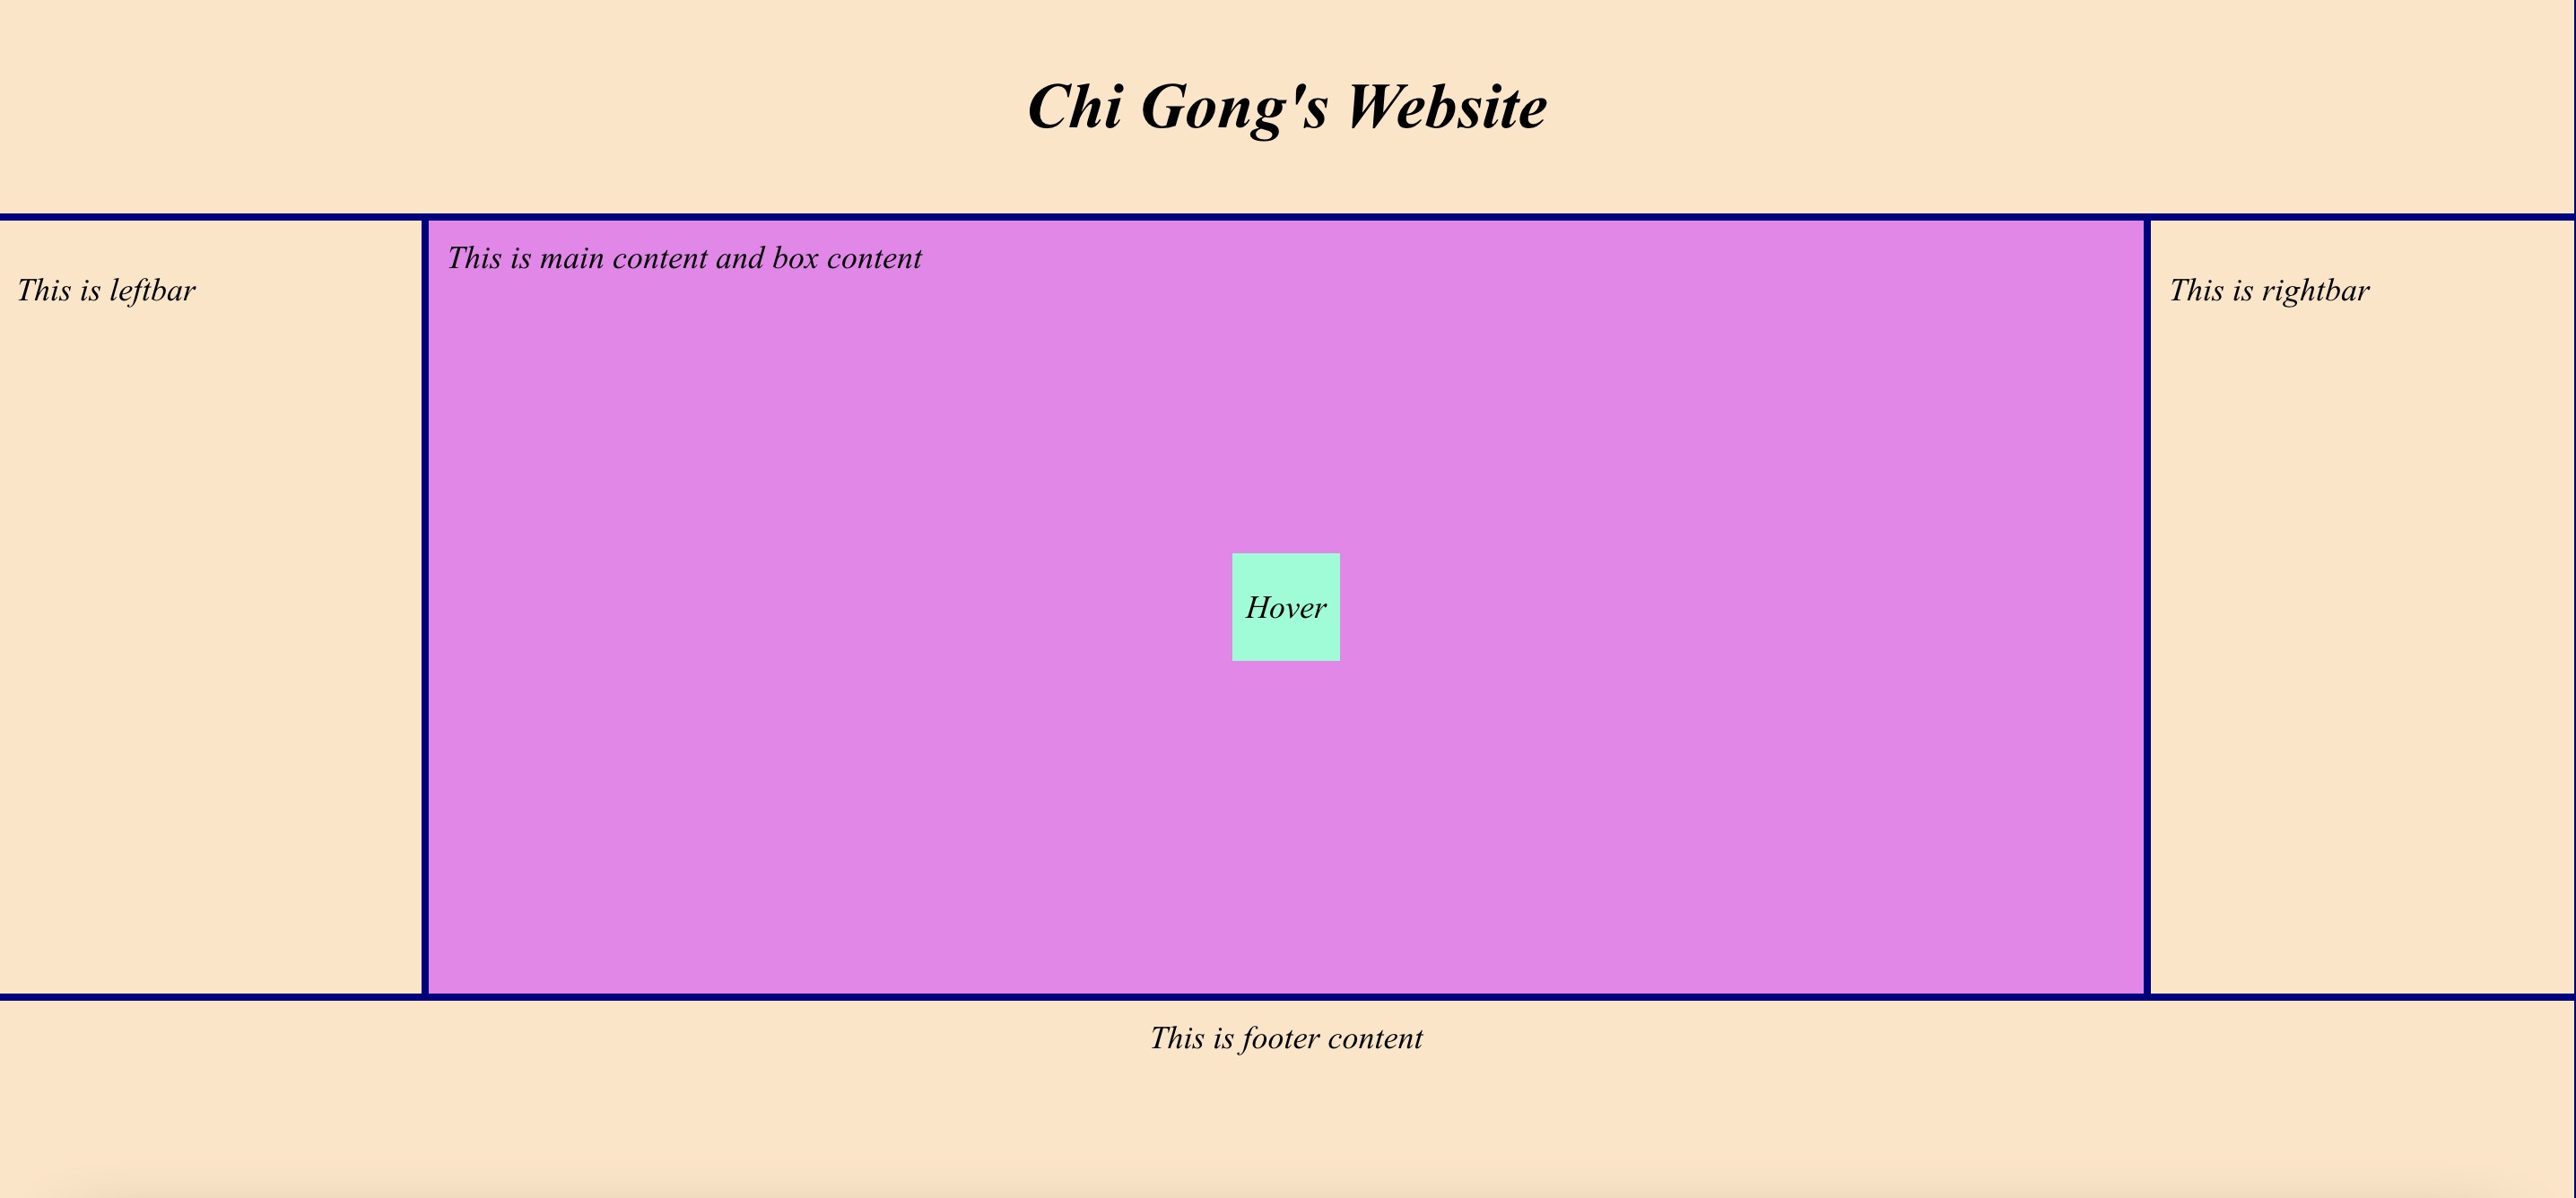 Chi Gong's Website
This is leftbar
This is main content and box content
Hover
This is rightbar
This is footer content